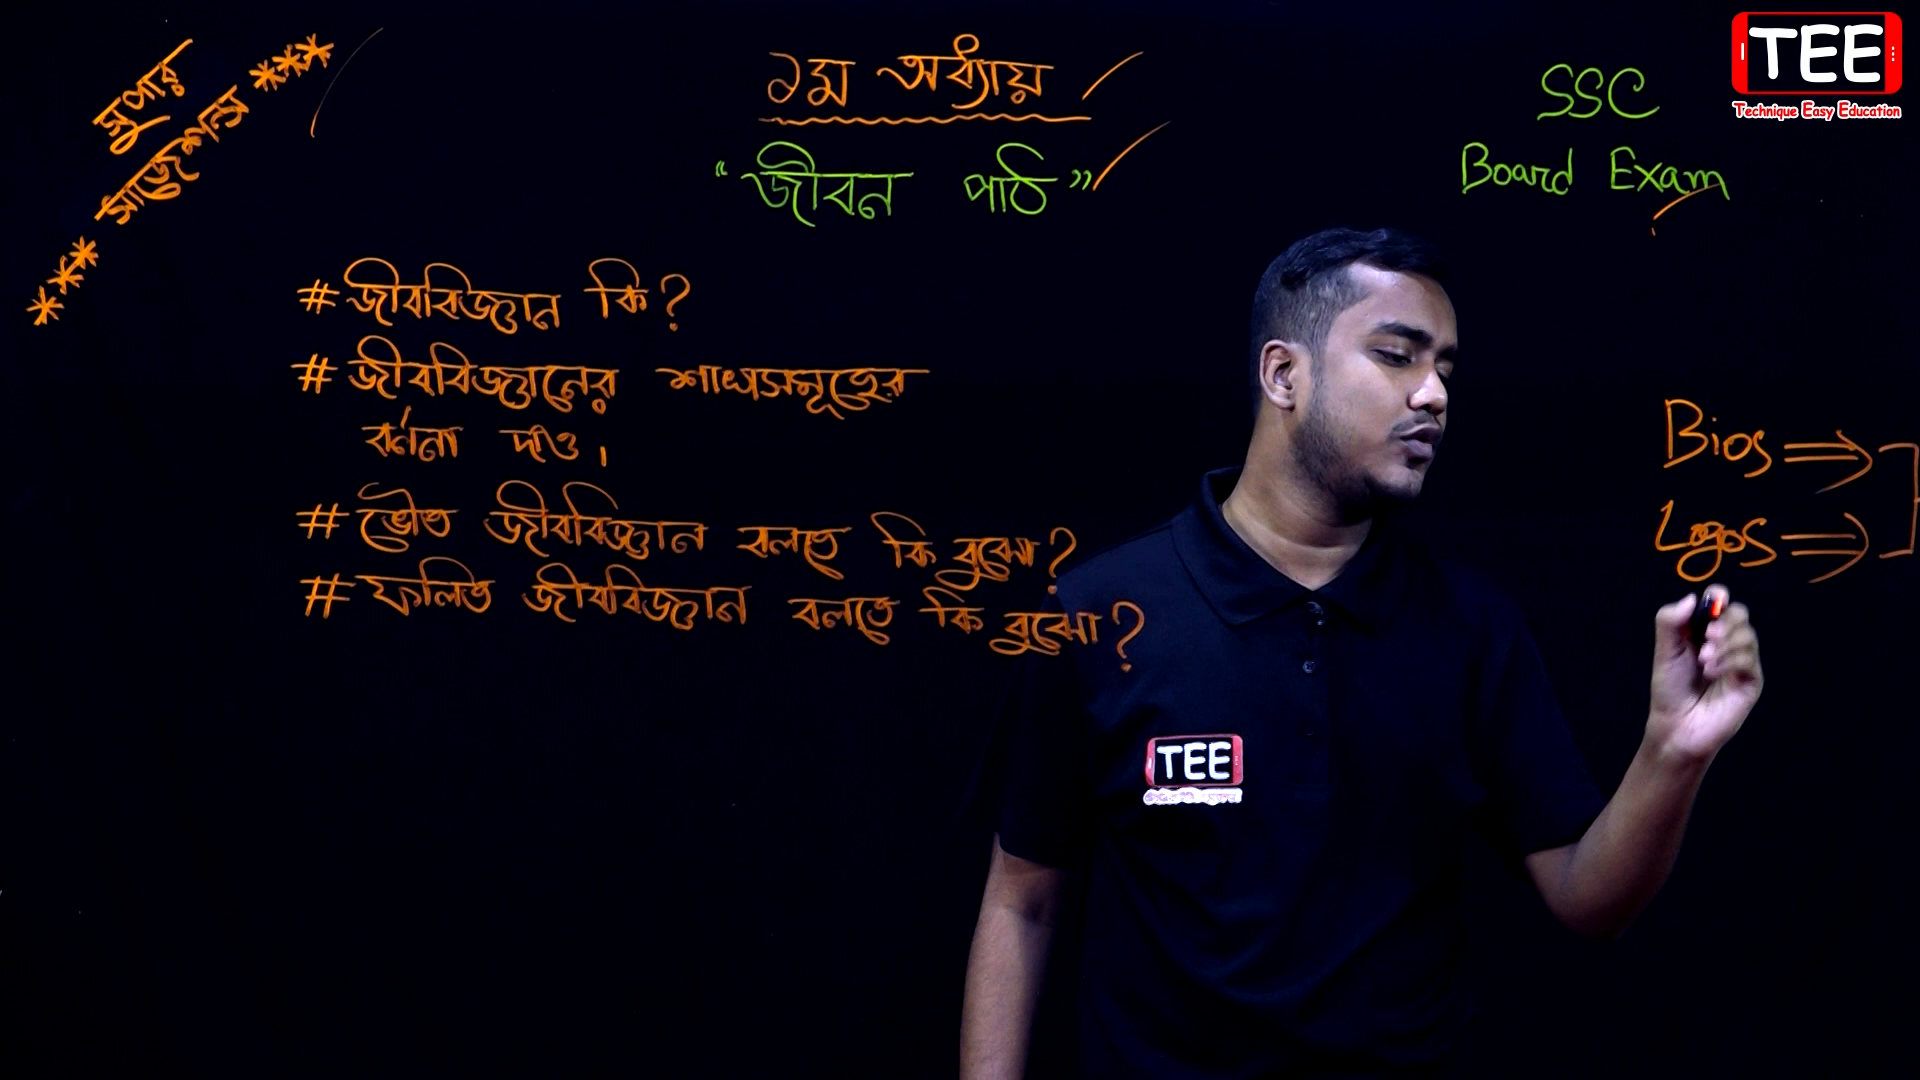 সুপার
*** সাজেশন্স ***
১ম অধ্যায়
"জীবন পাঠ"
SSC
Board Exam
TEE
Technique Easy Education
# জীববিজ্ঞান কি?
# জীববিজ্ঞানের শাখাসমূহের
বর্ণনা দাও।
# ভৌত জীববিজ্ঞান বলতে কি বুঝো?
# ফলিত জীববিজ্ঞান বলতে কি বুঝো?
Bios ⇒
Logos ⇒
TEE